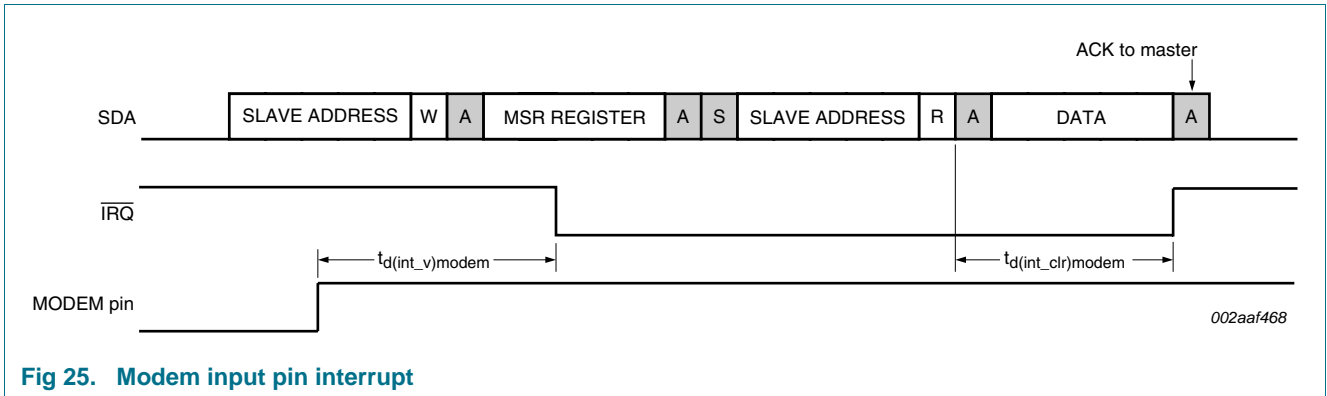 ACK to master
SDA SLAVE ADDRESS W A MSR REGISTER A S SLAVE ADDRESS R A DATA A
IRQ
td(int_v)modem td(int_clr)modem
MODEM pin
002aaf468
Fig 25. Modem input pin interrupt